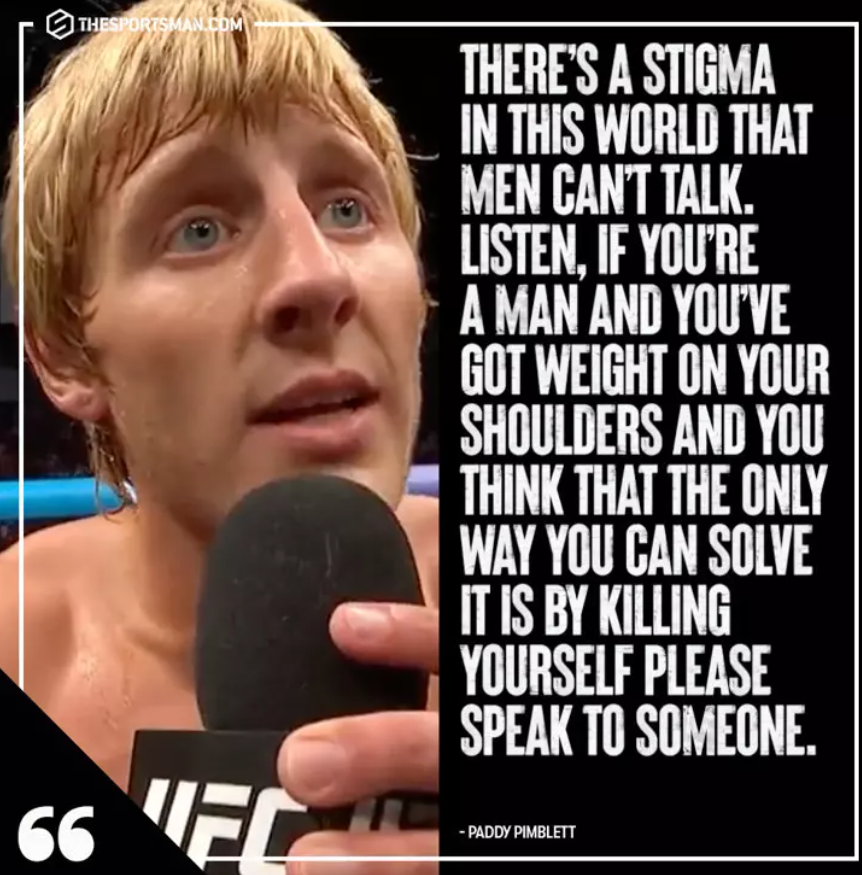 THESPORTSMAN.COM
THERE'S A STIGMA
IN THIS WORLD THAT
MEN CAN'T TALK.
LISTEN, IF YOU'RE
A MAN AND YOU'VE
GOT WEIGHT ON YOUR
SHOULDERS AND YOU
THINK THAT THE ONLY
WAY YOU CAN SOLVE
IT IS BY KILLING
YOURSELF PLEASE
SPEAK TO SOMEONE.
- PADDY PIMBLETT
UFC
“